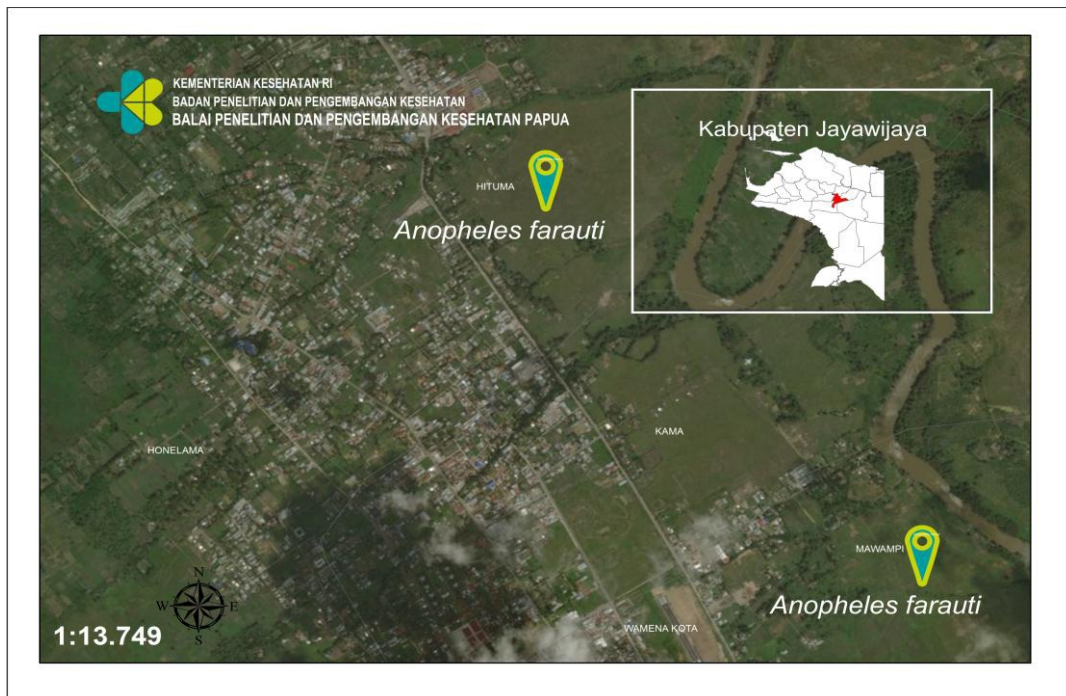 KEMENTERIAN KESEHATAN RI
BADAN PENELITIAN DAN PENGEMBANGAN KESEHATAN
BALAI PENELITIAN DAN PENGEMBANGAN KESEHATAN PAPUA
Kabupaten Jayawijaya
HITUMA
Anopheles farauti
KAMA
HONELAMA
MAWAMPI
Anopheles farauti
N
W E
S
WAMENA KOTA
1:13.749